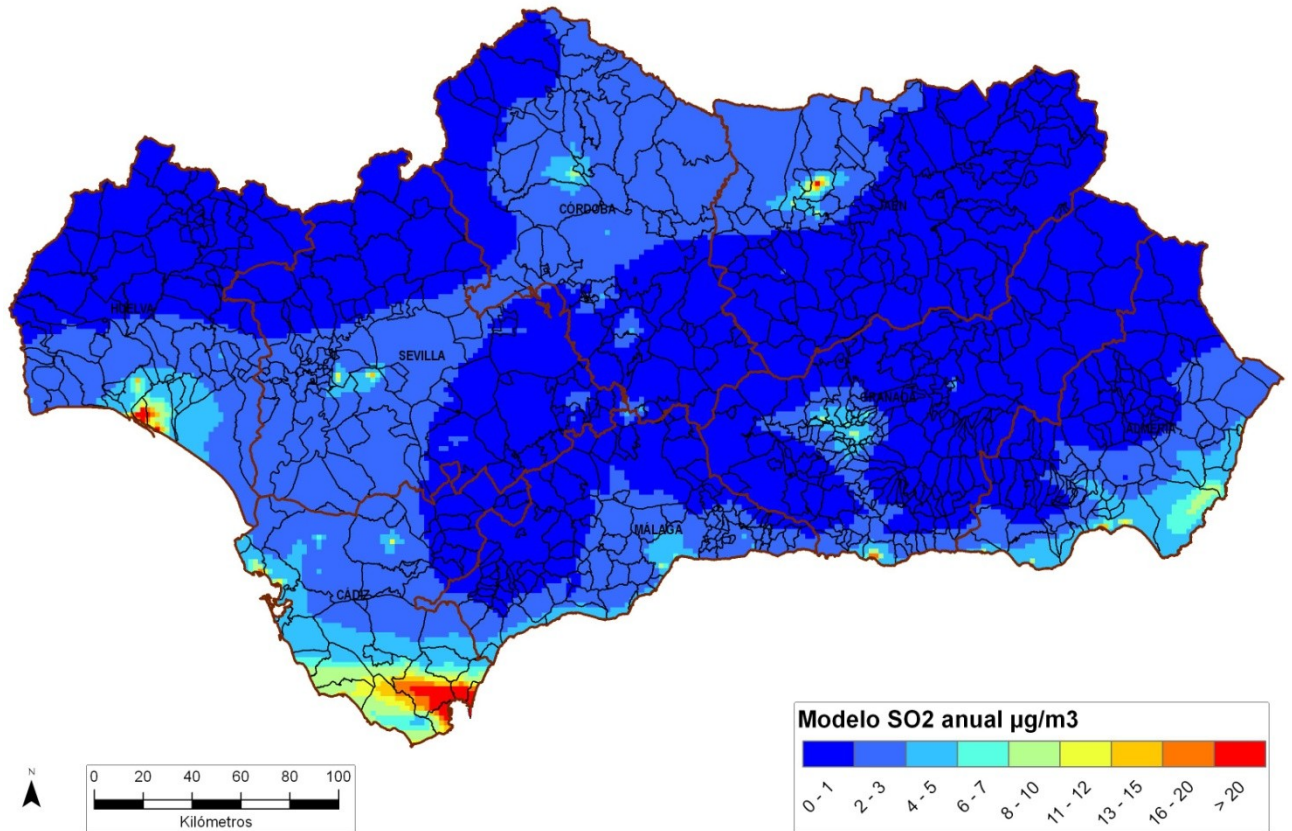 CÓRDOBA
JAÉN
HUELVA
SEVILLA
GRANADA
ALMERÍA
MÁLAGA
CÁDIZ
Modelo SO2 anual µg/m3
0 - 1
2 - 3
4 - 5
6 - 7
8 - 10
11 - 12
13 - 15
16 - 20
> 20
N
0 20 40 60 80 100
Kilómetros